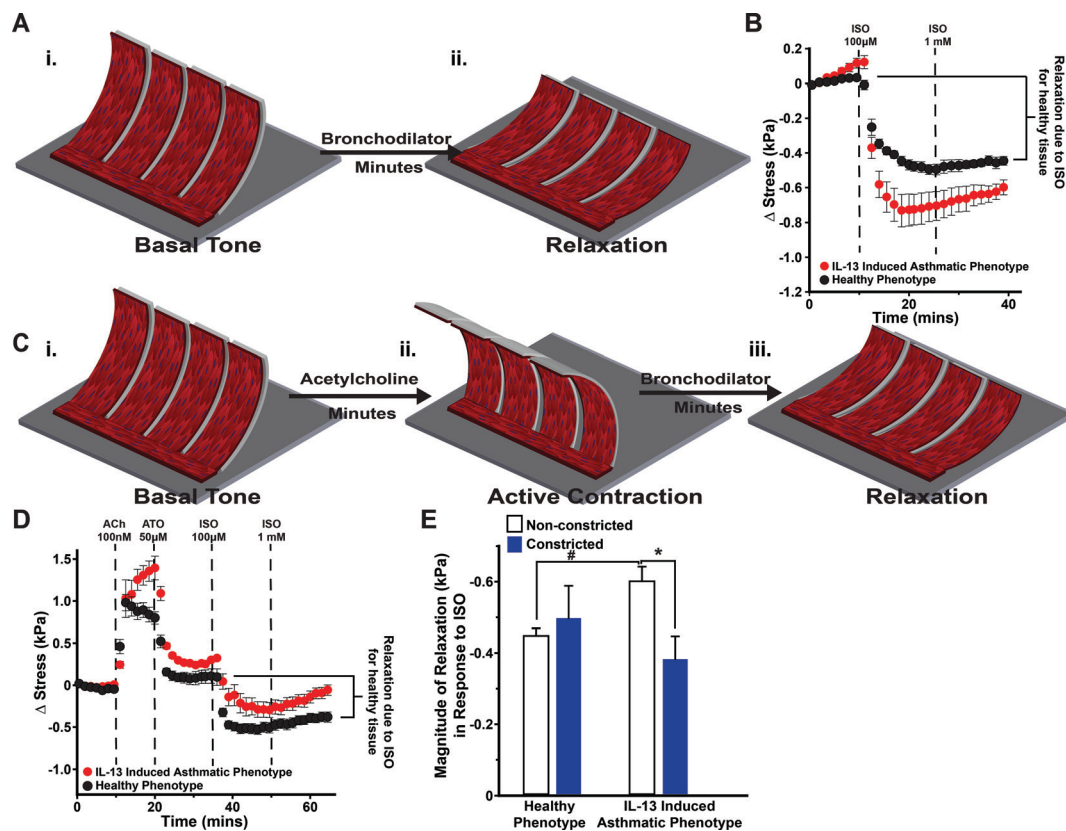 A
i.
ii.
Bronchodilator
Minutes
Basal Tone
Relaxation
B
ISO
100µM
ISO
1 mM
0.2
0
-0.2
-0.4
-0.6
-0.8
-1.0
-1.2
Δ Stress (kPa)
IL-13 Induced Asthmatic Phenotype
Healthy Phenotype
0
20
40
Time (mins)
Relaxation due to ISO
for healthy tissue
C
i.
ii.
iii.
Acetylcholine
Minutes
Bronchodilator
Minutes
Basal Tone
Active Contraction
Relaxation
D
ACh
100nM
ATO
50µM
ISO
100µM
ISO
1 mM
1.5
1.0
0.5
0
-0.5
-1.0
Δ Stress (kPa)
IL-13 Induced Asthmatic Phenotype
Healthy Phenotype
0
20
40
60
Time (mins)
Relaxation due to ISO
for healthy tissue
E
Non-constricted
Constricted
#
*
-0.6
-0.4
-0.2
0
Magnitude of Relaxation (kPa)
in Response to ISO
Healthy
Phenotype
IL-13 Induced
Asthmatic Phenotype